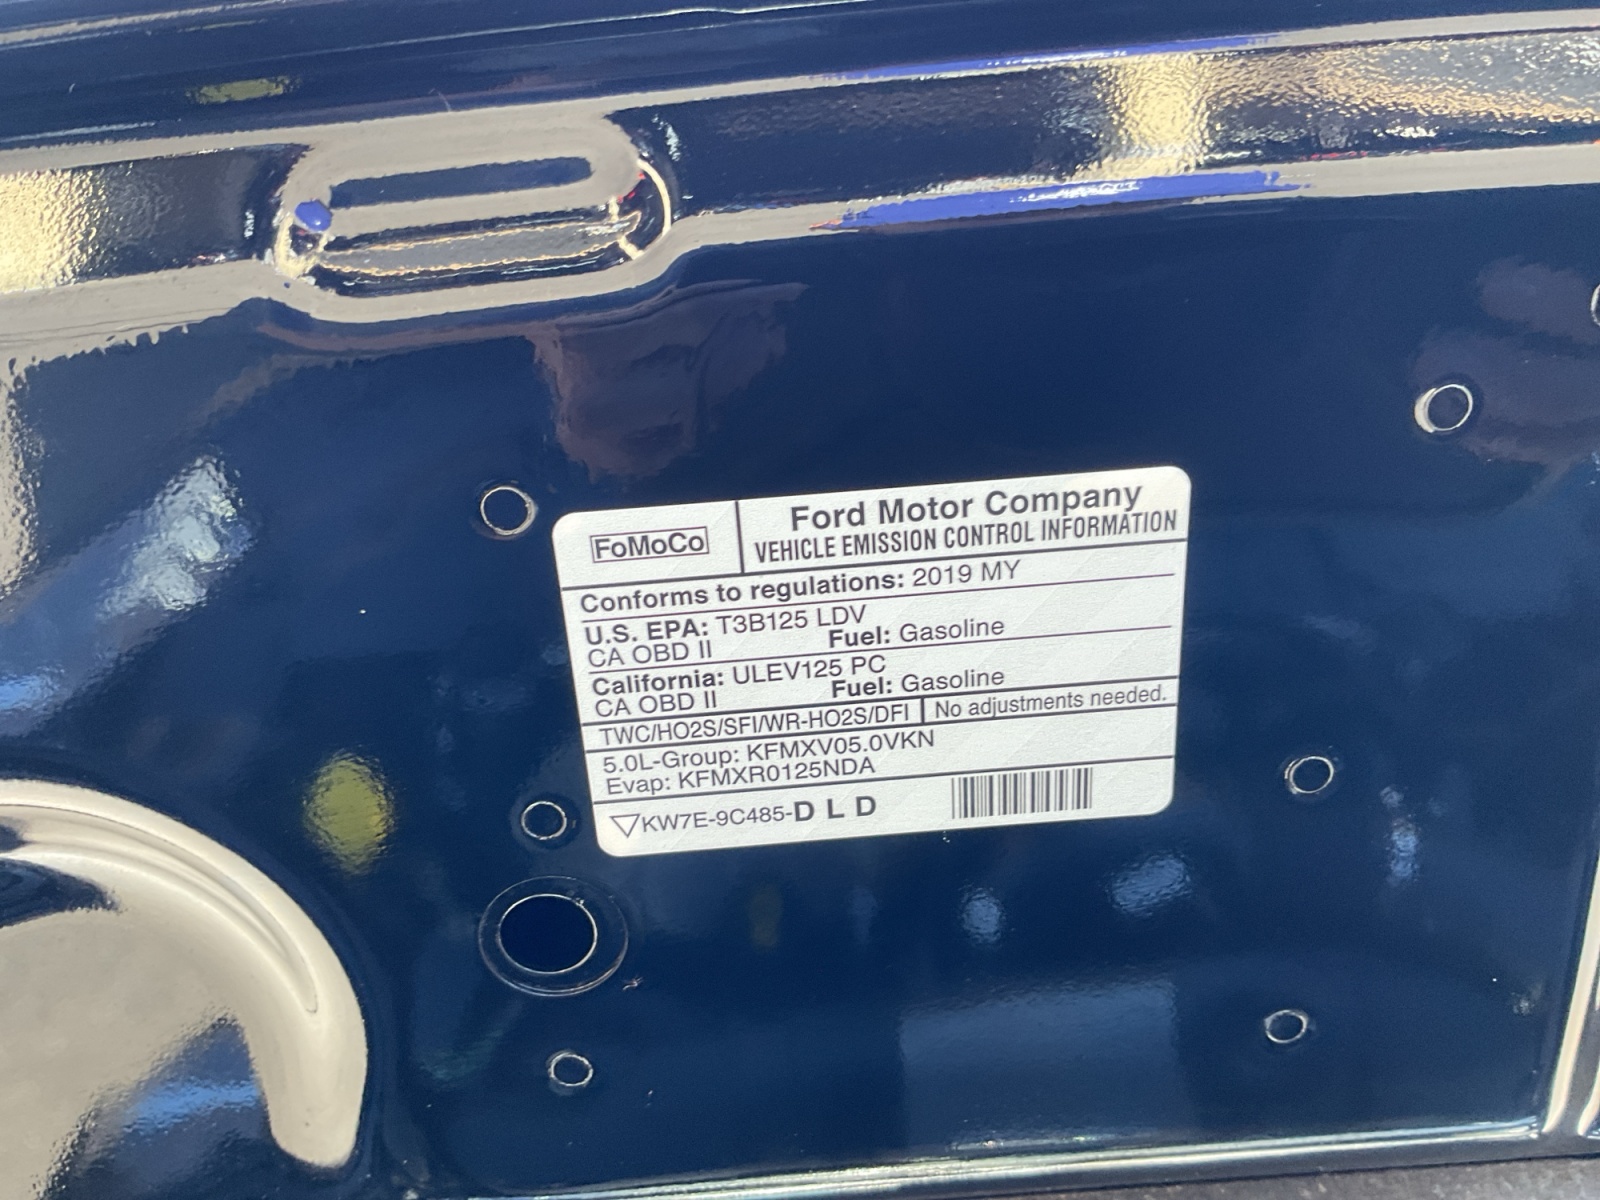 FoMoCo
Ford Motor Company
VEHICLE EMISSION CONTROL INFORMATION
Conforms to regulations: 2019 MY
U.S. EPA: T3B125 LDV
CA OBD II Fuel: Gasoline
California: ULEV125 PC
CA OBD II Fuel: Gasoline
TWC/HO2S/SFI/WR-HO2S/DFI No adjustments needed.
5.0L-Group: KFMXV05.0VKN
Evap: KFMXR0125NDA
KW7E-9C485-D L D